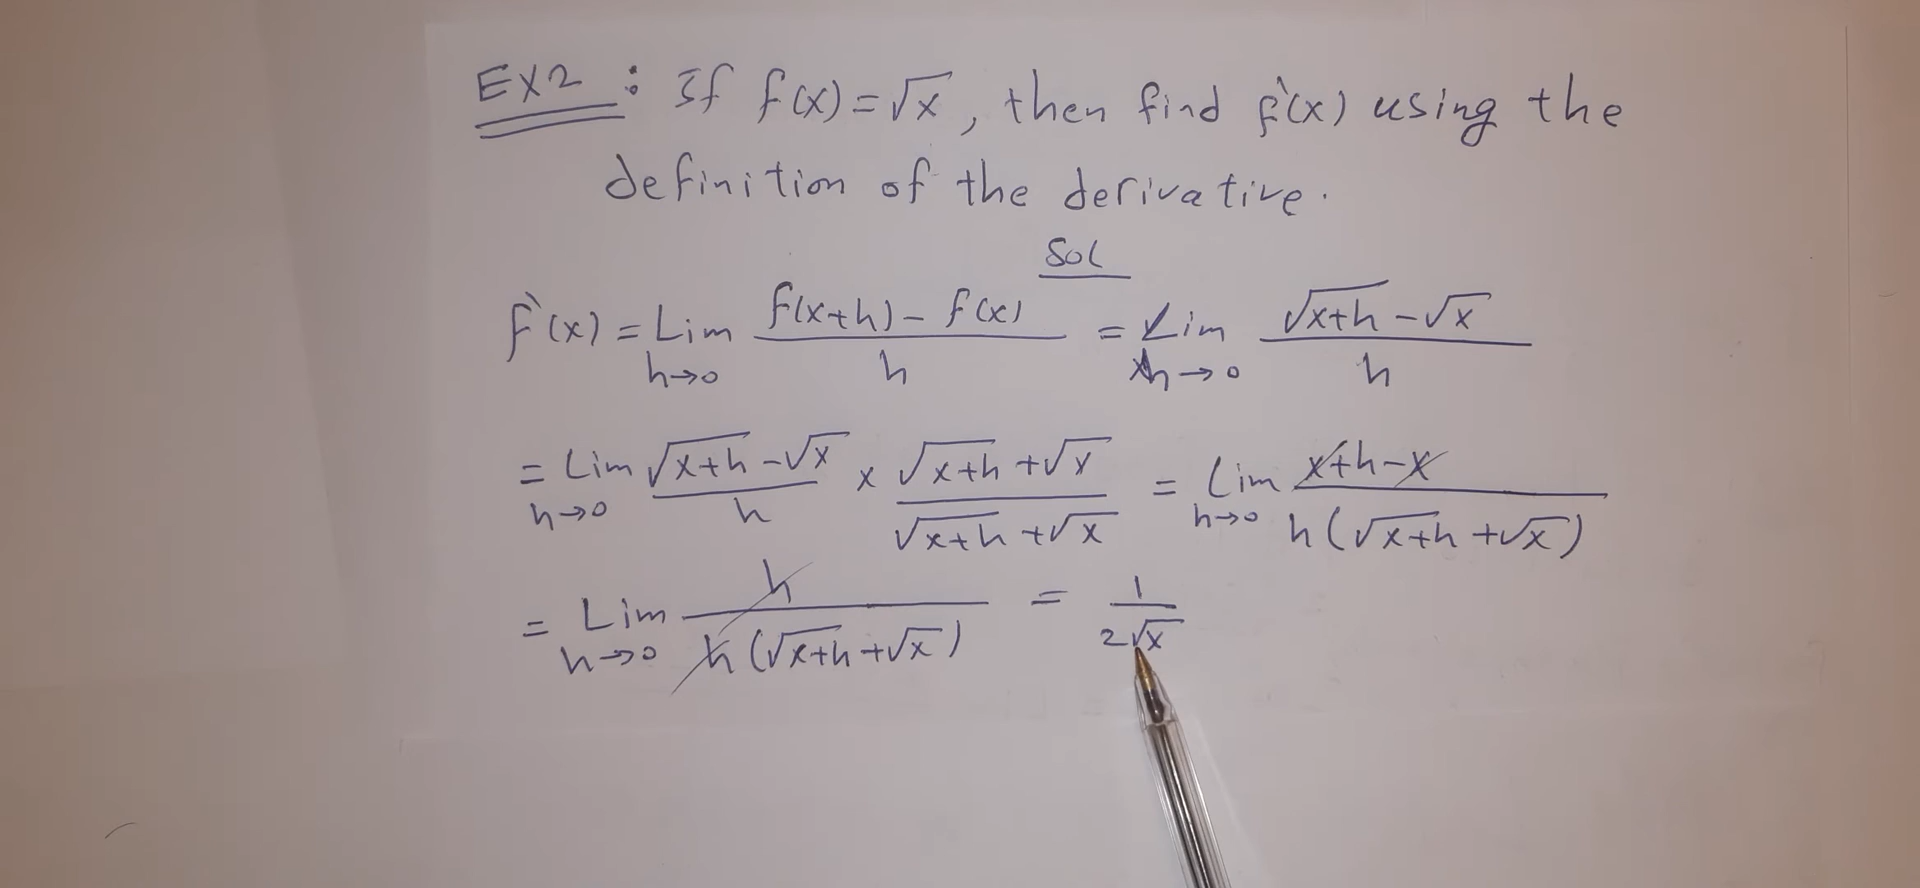 EX2 : If f(x) = √x , then find f`(x) using the
definition of the derivative.
Sol
f`(x) = Lim h→0 (f(x+h) - f(x)) / h = Lim h→0 (√(x+h) - √x) / h
= Lim h→0 (√(x+h) - √x) / h × (√(x+h) + √x) / (√(x+h) + √x) = Lim h→0 (x+h-x) / (h(√(x+h) + √x))
= Lim h→0 h / (h(√(x+h) + √x)) = 1 / (2√x)